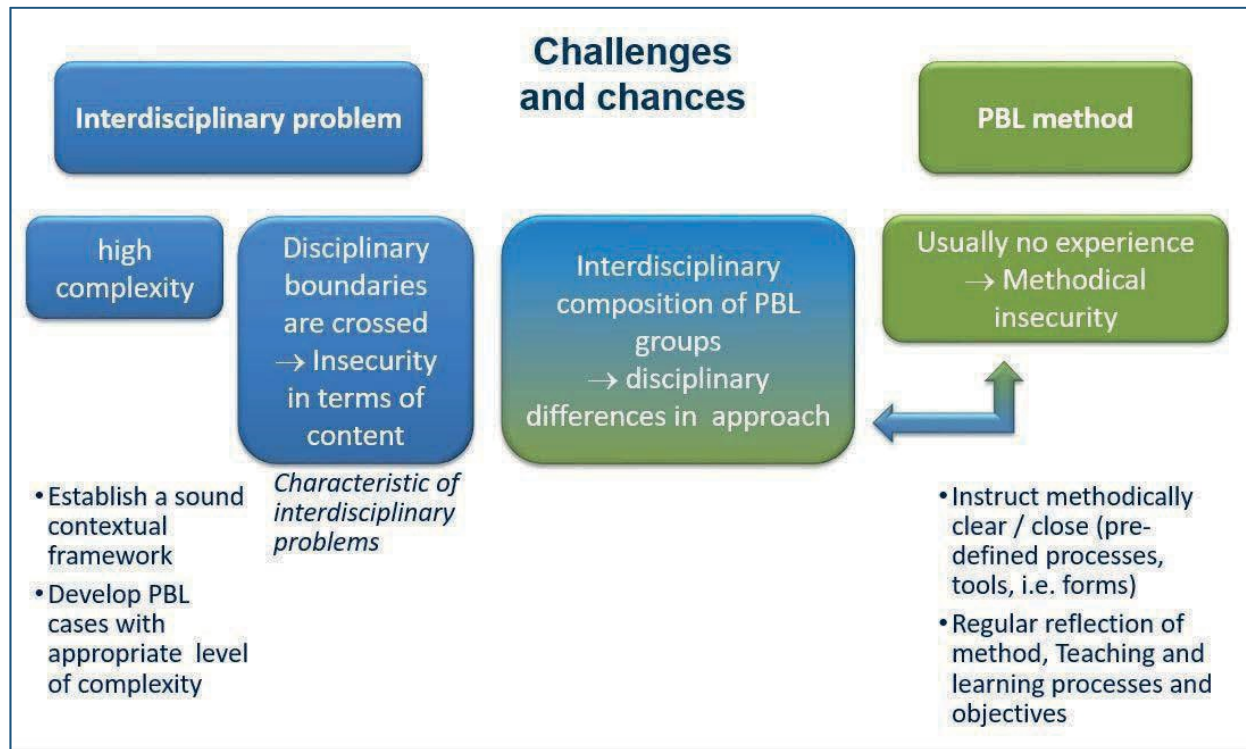 Challenges
and chances
Interdisciplinary problem
PBL method
high
complexity
Disciplinary
boundaries
are crossed
→ Insecurity
in terms of
content
Interdisciplinary
composition of PBL
groups
→ disciplinary
differences in approach
Usually no experience
→ Methodical
insecurity
• Establish a sound
contextual
framework
• Develop PBL
cases with
appropriate level
of complexity
Characteristic of
interdisciplinary
problems
• Instruct methodically
clear / close (pre-
defined processes,
tools, i.e. forms)
• Regular reflection of
method, Teaching and
learning processes and
objectives